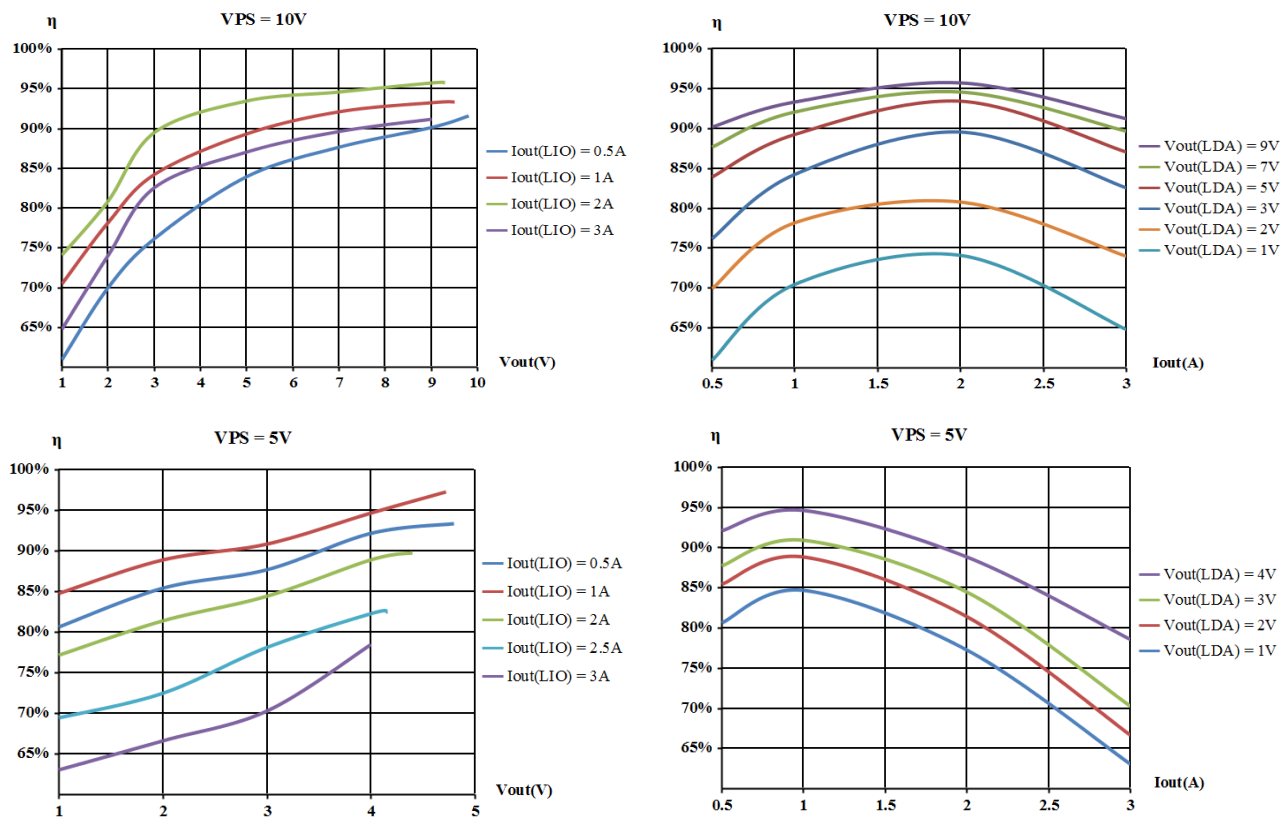 η
VPS = 10V
100%
95%
90%
85%
80%
75%
70%
65%
1 2 3 4 5 6 7 8 9 10
Vout(V)
Iout(LIO) = 0.5A
Iout(LIO) = 1A
Iout(LIO) = 2A
Iout(LIO) = 3A
η
VPS = 10V
100%
95%
90%
85%
80%
75%
70%
65%
0.5 1 1.5 2 2.5 3
Iout(A)
Vout(LDA) = 9V
Vout(LDA) = 7V
Vout(LDA) = 5V
Vout(LDA) = 3V
Vout(LDA) = 2V
Vout(LDA) = 1V
η
VPS = 5V
100%
95%
90%
85%
80%
75%
70%
65%
1 2 3 4 5
Vout(V)
Iout(LIO) = 0.5A
Iout(LIO) = 1A
Iout(LIO) = 2A
Iout(LIO) = 2.5A
Iout(LIO) = 3A
η
VPS = 5V
100%
95%
90%
85%
80%
75%
70%
65%
0.5 1 1.5 2 2.5 3
Iout(A)
Vout(LDA) = 4V
Vout(LDA) = 3V
Vout(LDA) = 2V
Vout(LDA) = 1V